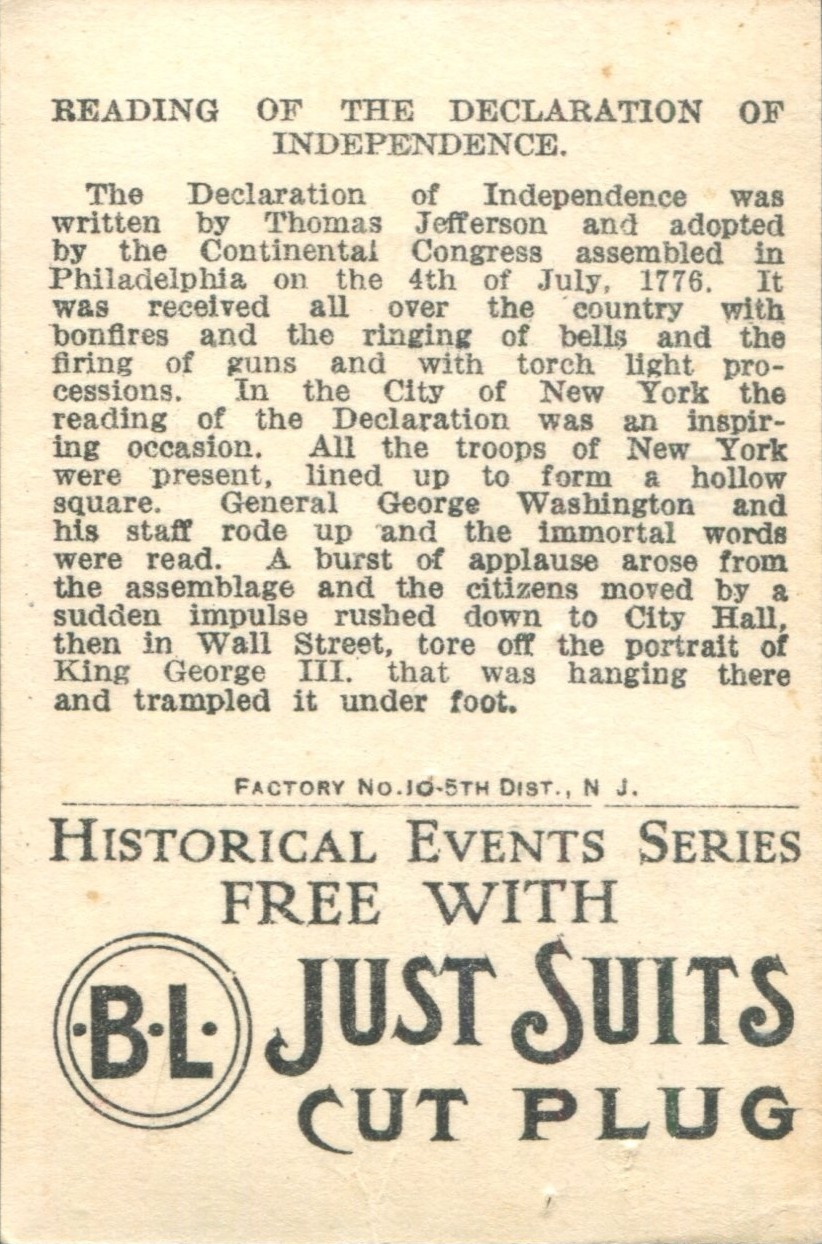 READING OF THE DECLARATION OF
INDEPENDENCE.
The Declaration of Independence was
written by Thomas Jefferson and adopted
by the Continental Congress assembled in
Philadelphia on the 4th of July, 1776. It
was received all over the country with
bonfires and the ringing of bells and the
firing of guns and with torch light pro-
cessions. In the City of New York the
reading of the Declaration was an inspir-
ing occasion. All the troops of New York
were present, lined up to form a hollow
square. General George Washington and
his staff rode up and the immortal words
were read. A burst of applause arose from
the assemblage and the citizens moved by a
sudden impulse rushed down to City Hall,
then in Wall Street, tore off the portrait of
King George III. that was hanging there
and trampled it under foot.
FACTORY NO.10-5TH DIST., N J.
HISTORICAL EVENTS SERIES
FREE WITH
·B·L·
JUST SUITS
CUT PLUG